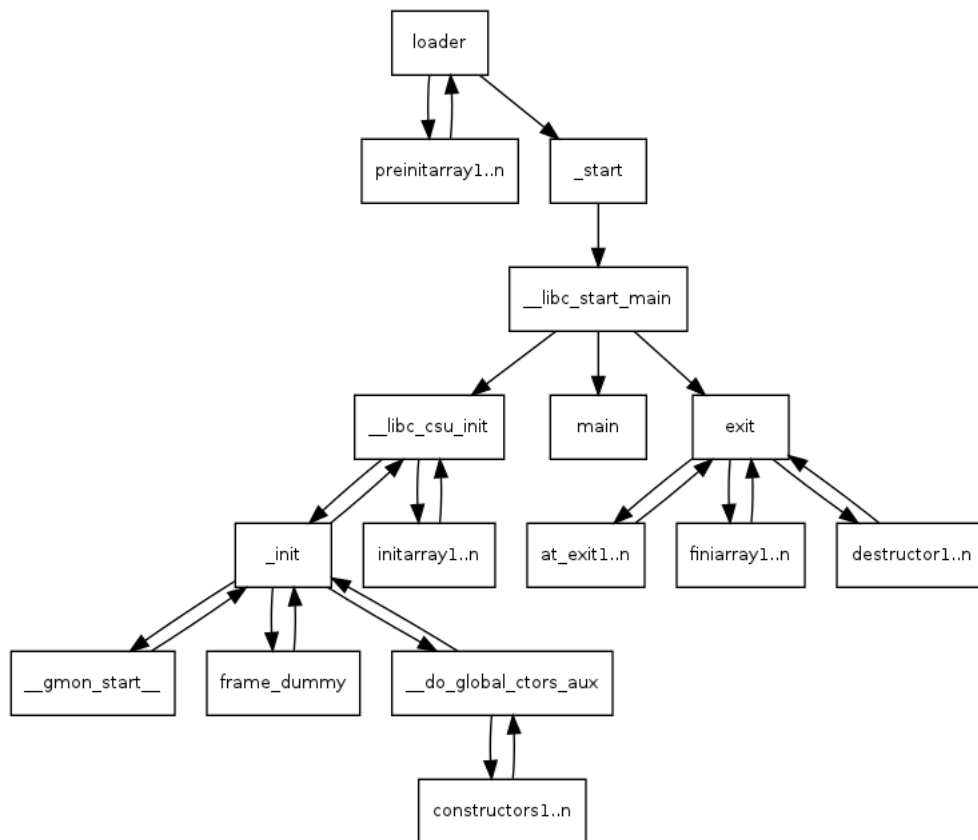 loader
preinitarray1..n
_start
__libc_start_main
__libc_csu_init
main
exit
_init
initarray1..n
at_exit1..n
finiarray1..n
destructor1..n
__gmon_start__
frame_dummy
__do_global_ctors_aux
constructors1..n